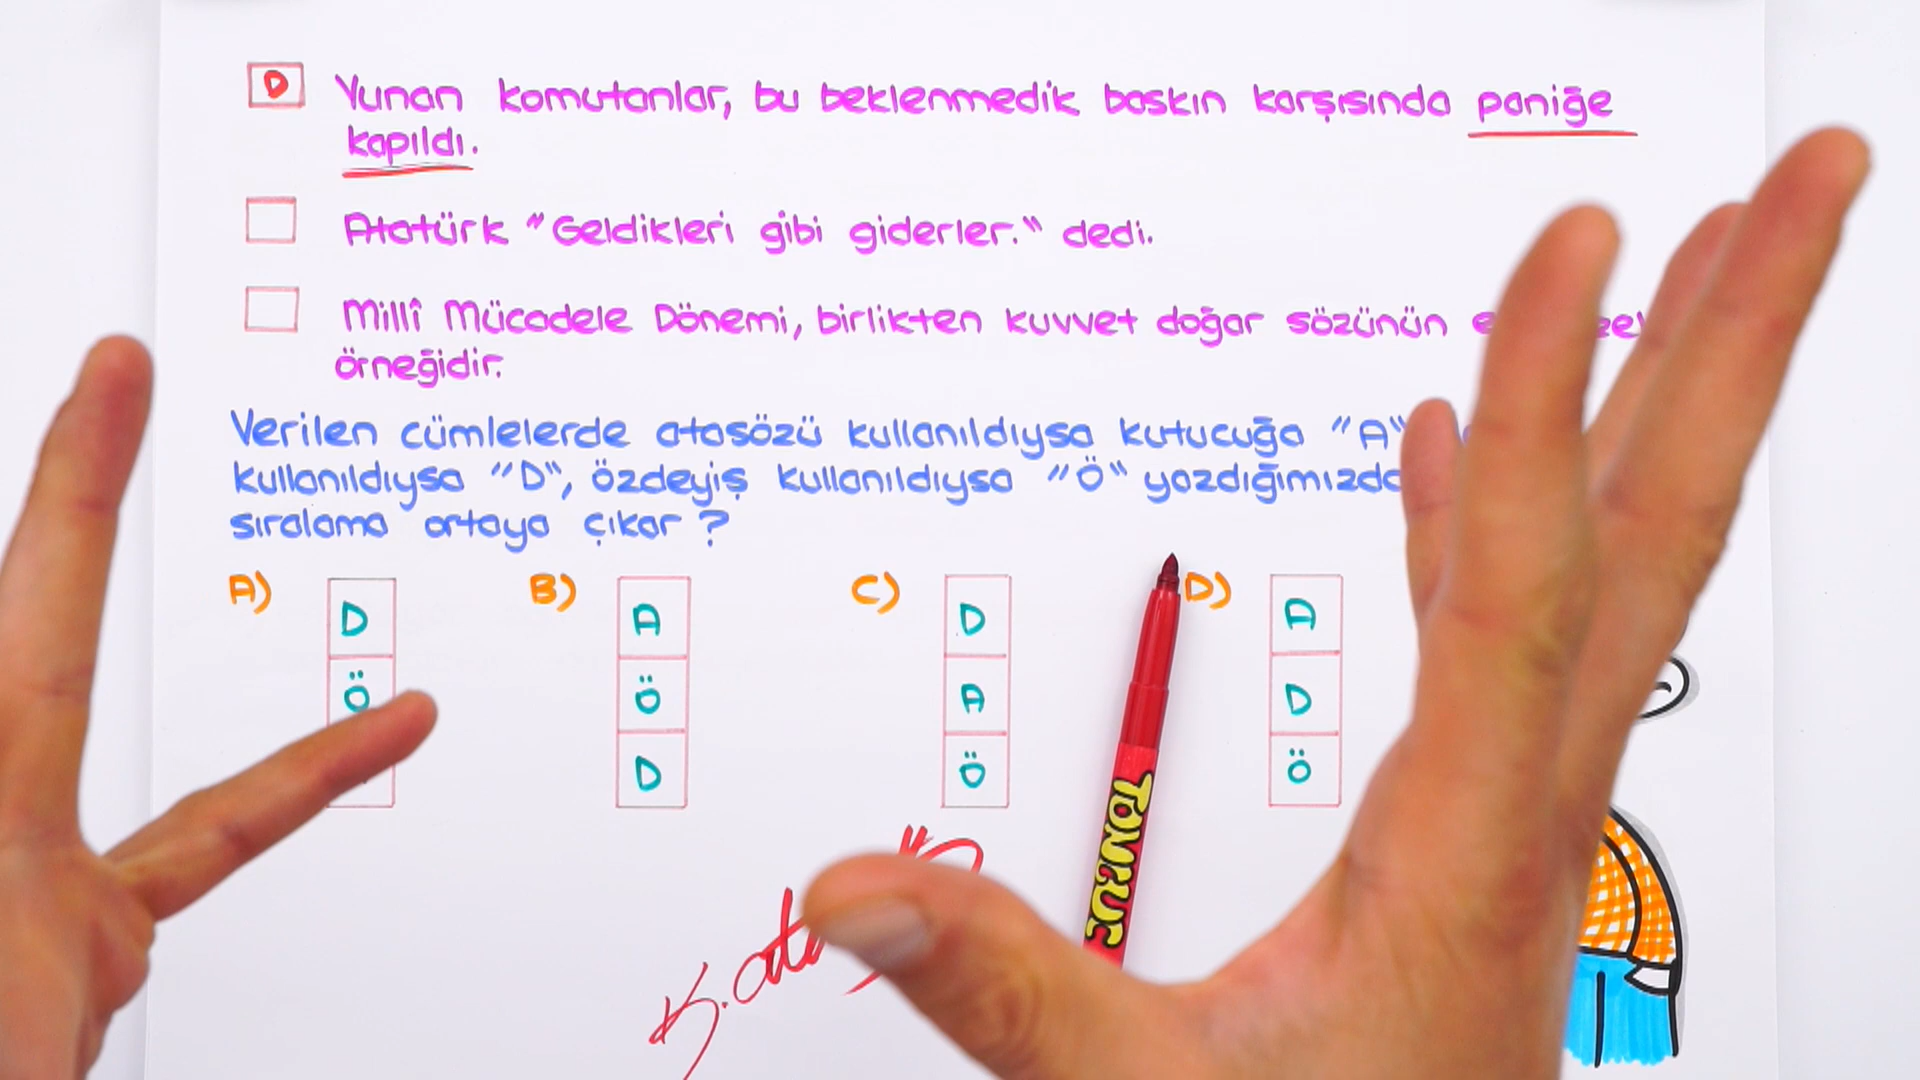 D Yunan komutanlar, bu beklenmedik baskın karşısında paniğe
kapıldı.
Atatürk "Geldikleri gibi giderler." dedi.
Millî Mücadele Dönemi, birlikten kuvvet doğar sözünün
örneğidir.
Verilen cümlelerde atasözü kullanıldıysa kutucuğa "A"
kullanıldıysa "D", özdeyiş kullanıldıysa "Ö" yazdığımızda
sıralama ortaya çıkar?
A) B) C) D)
D A D A
Ö Ö A D
D Ö Ö
TOMBUC